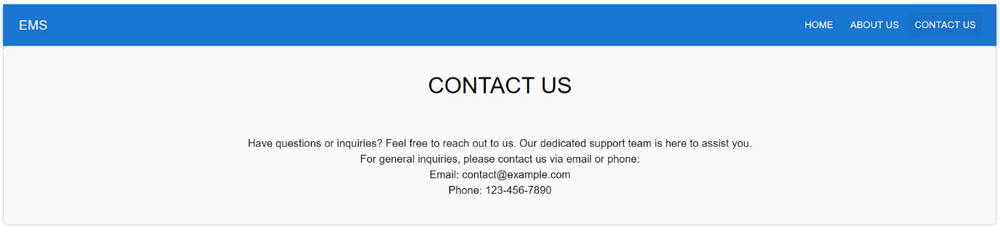 EMS
HOME ABOUT US CONTACT US
CONTACT US
Have questions or inquiries? Feel free to reach out to us. Our dedicated support team is here to assist you.
For general inquiries, please contact us via email or phone:
Email: contact@example.com
Phone: 123-456-7890